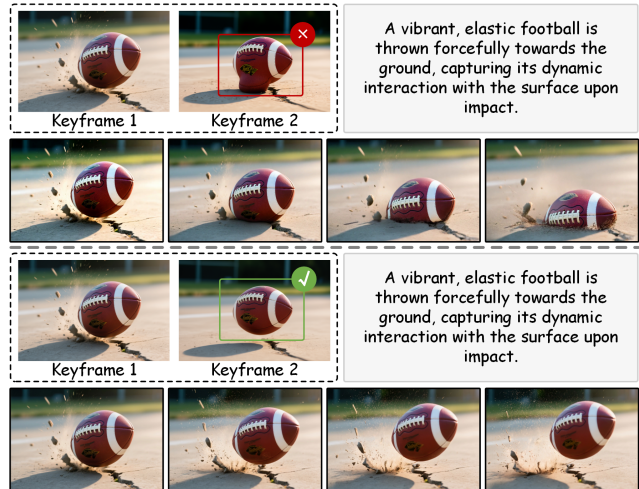 Keyframe 1
Keyframe 2
A vibrant, elastic football is
thrown forcefully towards the
ground, capturing its dynamic
interaction with the surface upon
impact.
Keyframe 1
Keyframe 2
A vibrant, elastic football is
thrown forcefully towards the
ground, capturing its dynamic
interaction with the surface upon
impact.